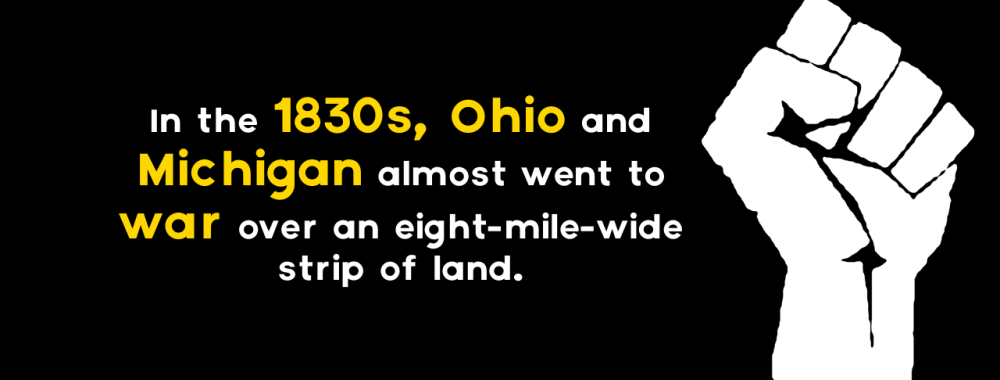 In the 1830s, Ohio and
Michigan almost went to
war over an eight-mile-wide
strip of land.